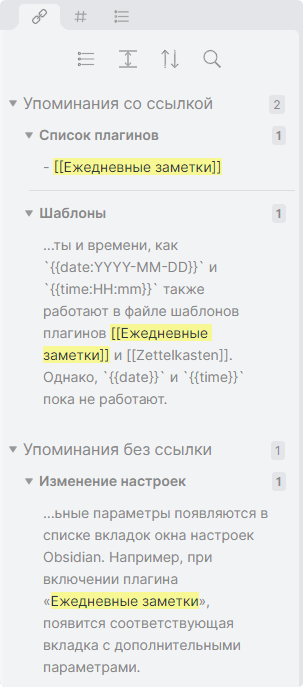 Упоминания со ссылкой 2
Список плагинов 1
- [[Ежедневные заметки]]
Шаблоны 1
...ты и времени, как
`{{date:YYYY-MM-DD}}` и
`{{time:HH:mm}}` также
работают в файле шаблонов
плагинов [[Ежедневные
заметки]] и [[Zettelkasten]].
Однако, `{{date}}` и `{{time}}`
пока не работают.
Упоминания без ссылки 1
Изменение настроек 1
...ьные параметры появляются в
списке вкладок окна настроек
Obsidian. Например, при
включении плагина
«Ежедневные заметки»,
появится соответствующая
вкладка с дополнительными
параметрами.